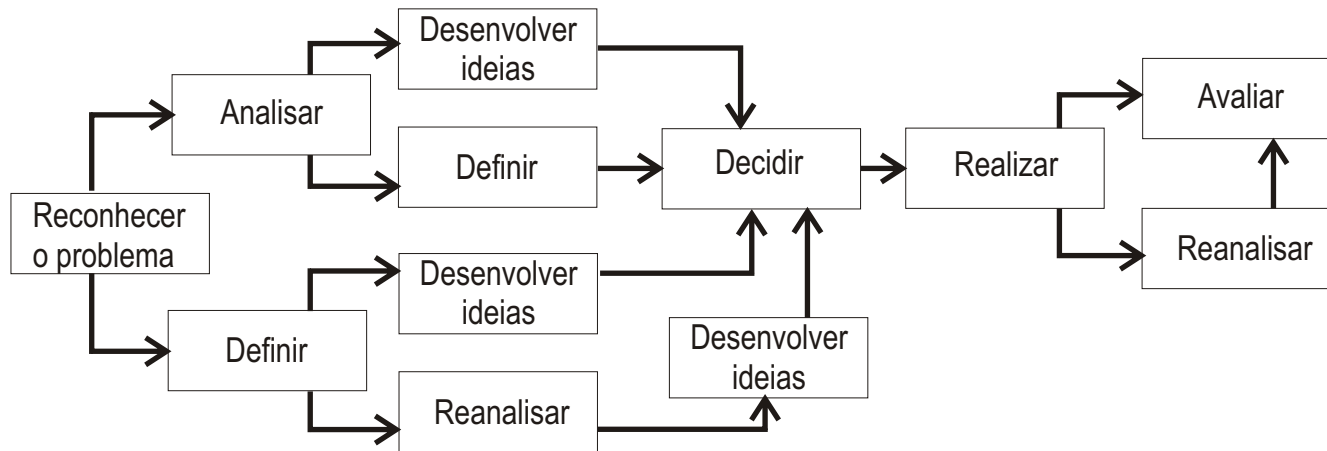 Desenvolver
ideias
Analisar
Avaliar
Definir
Decidir
Realizar
Reconhecer
o problema
Reanalisar
Desenvolver
ideias
Definir
Desenvolver
ideias
Reanalisar